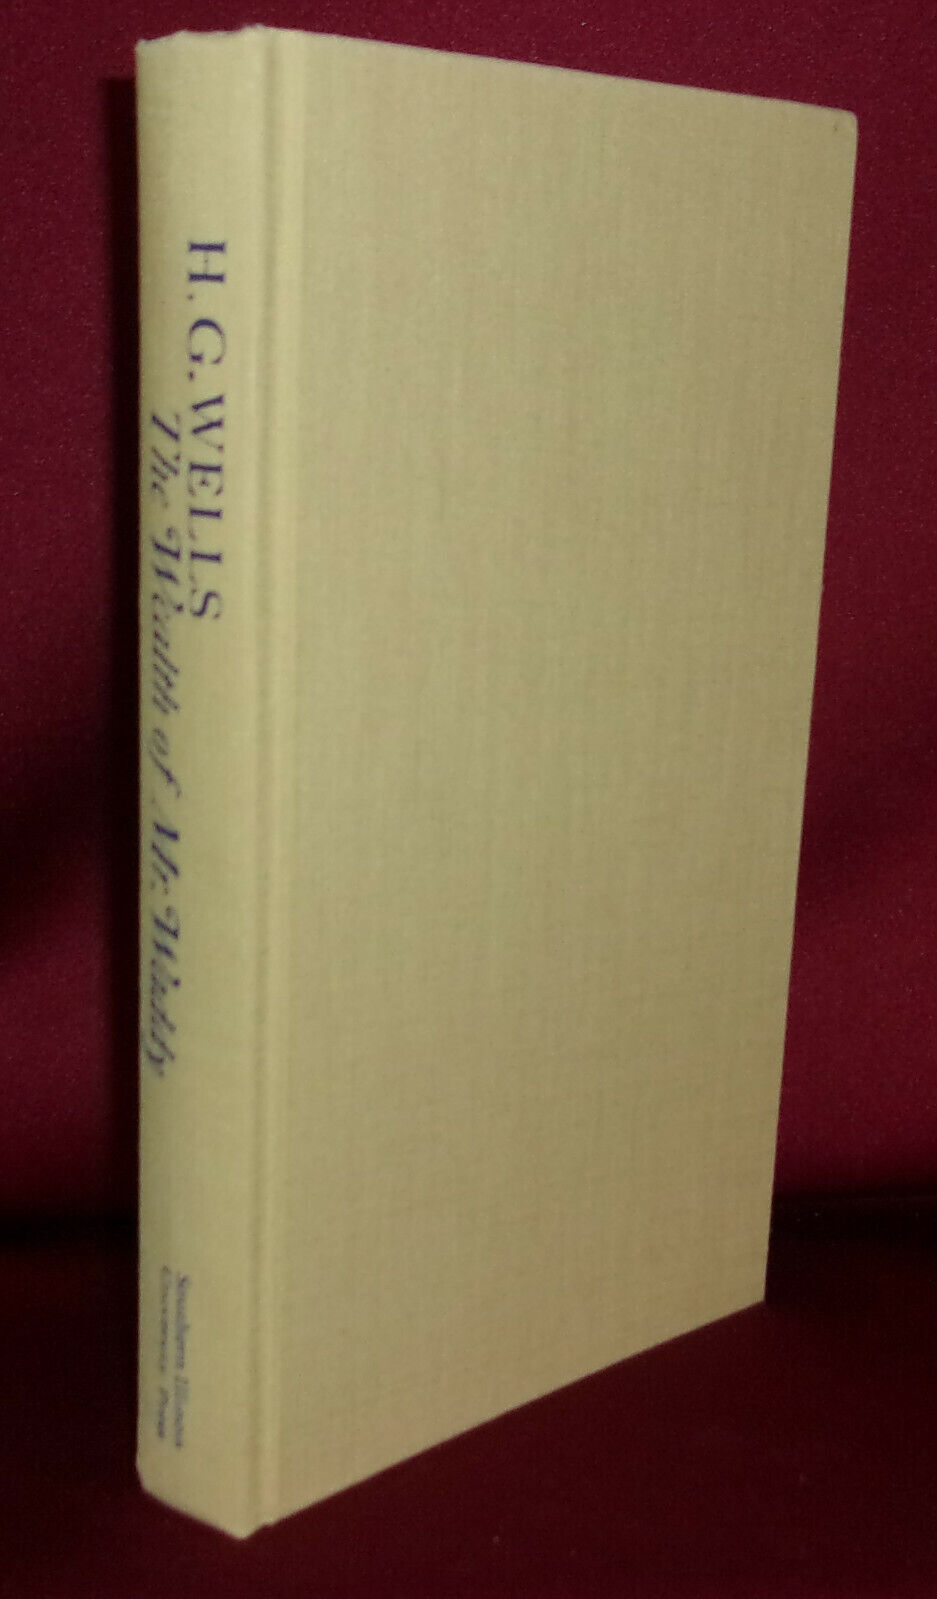 H. G. WELLS
The Wealth of Mr. Waddy
Southern Illinois
University Press